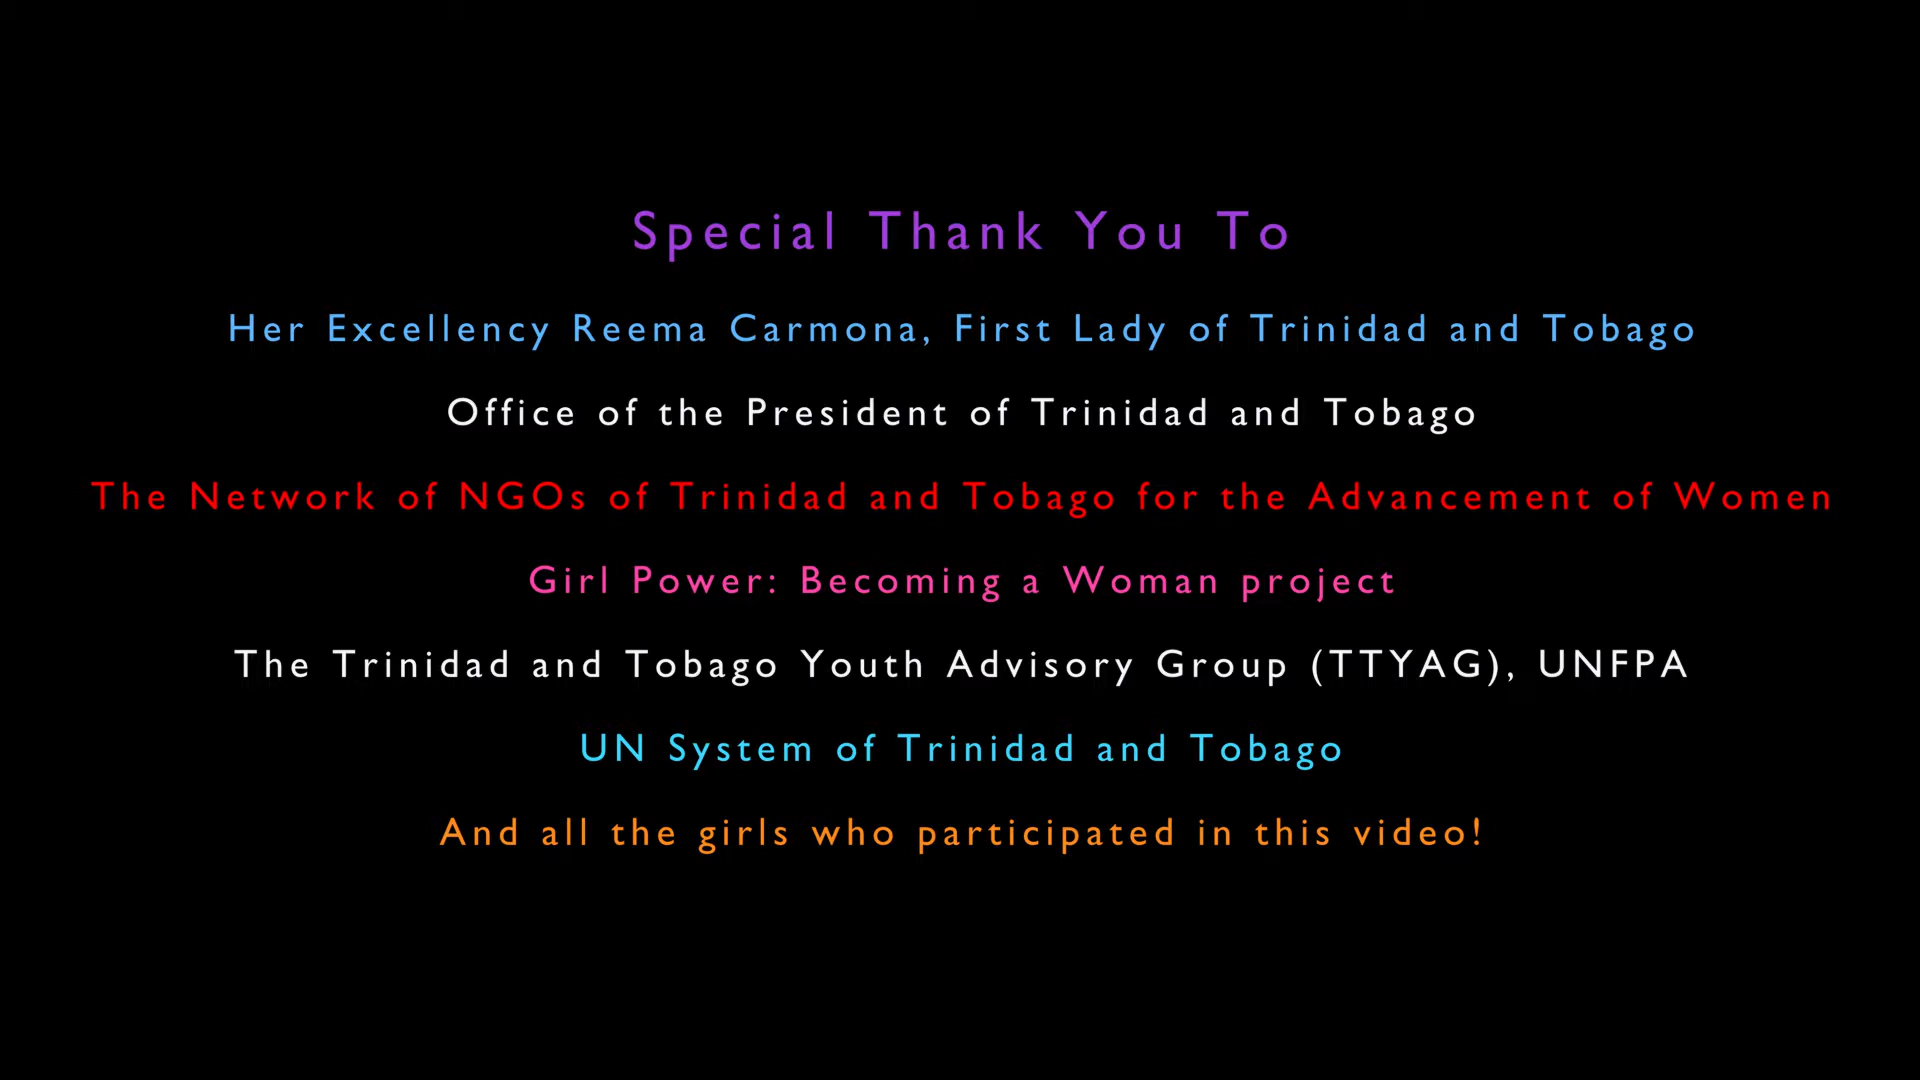 Special Thank You To
Her Excellency Reema Carmona, First Lady of Trinidad and Tobago
Office of the President of Trinidad and Tobago
The Network of NGOs of Trinidad and Tobago for the Advancement of Women
Girl Power: Becoming a Woman project
The Trinidad and Tobago Youth Advisory Group (TTYAG), UNFPA
UN System of Trinidad and Tobago
And all the girls who participated in this video!